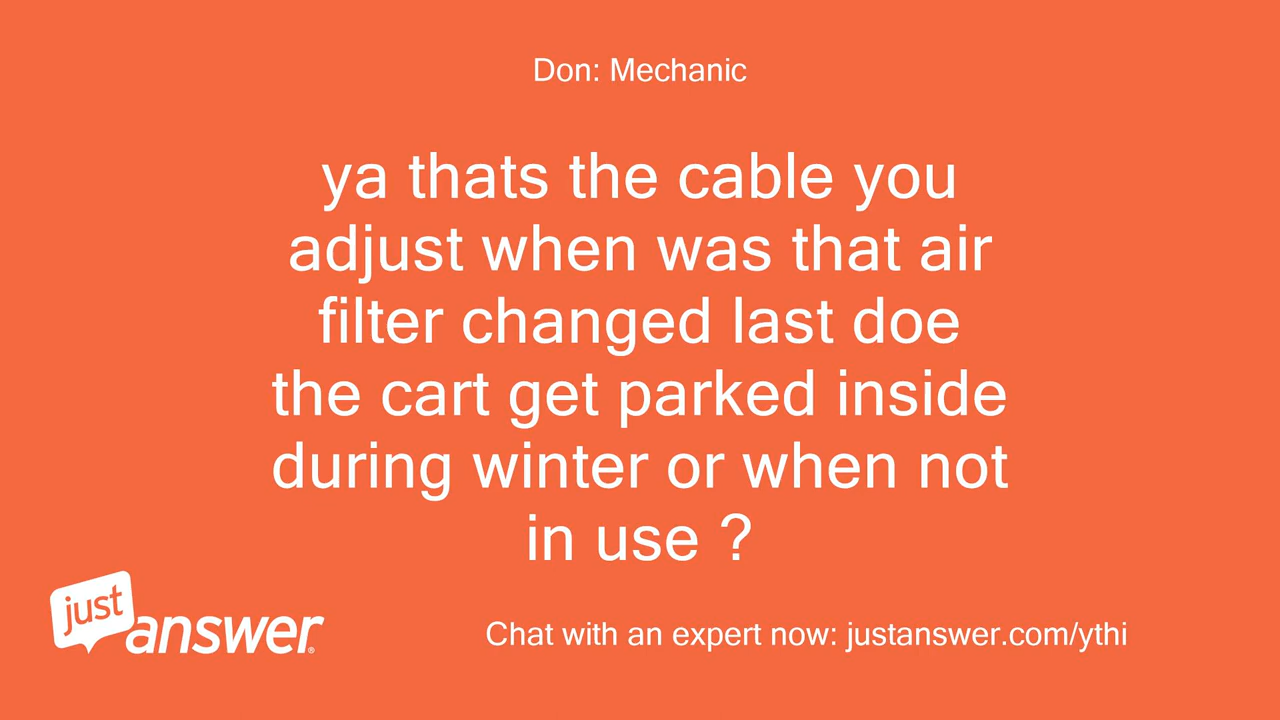 Don: Mechanic
ya thats the cable you
adjust when was that air
filter changed last doe
the cart get parked inside
during winter or when not
in use ?
just
answer®
Chat with an expert now: justanswer.com/ythi